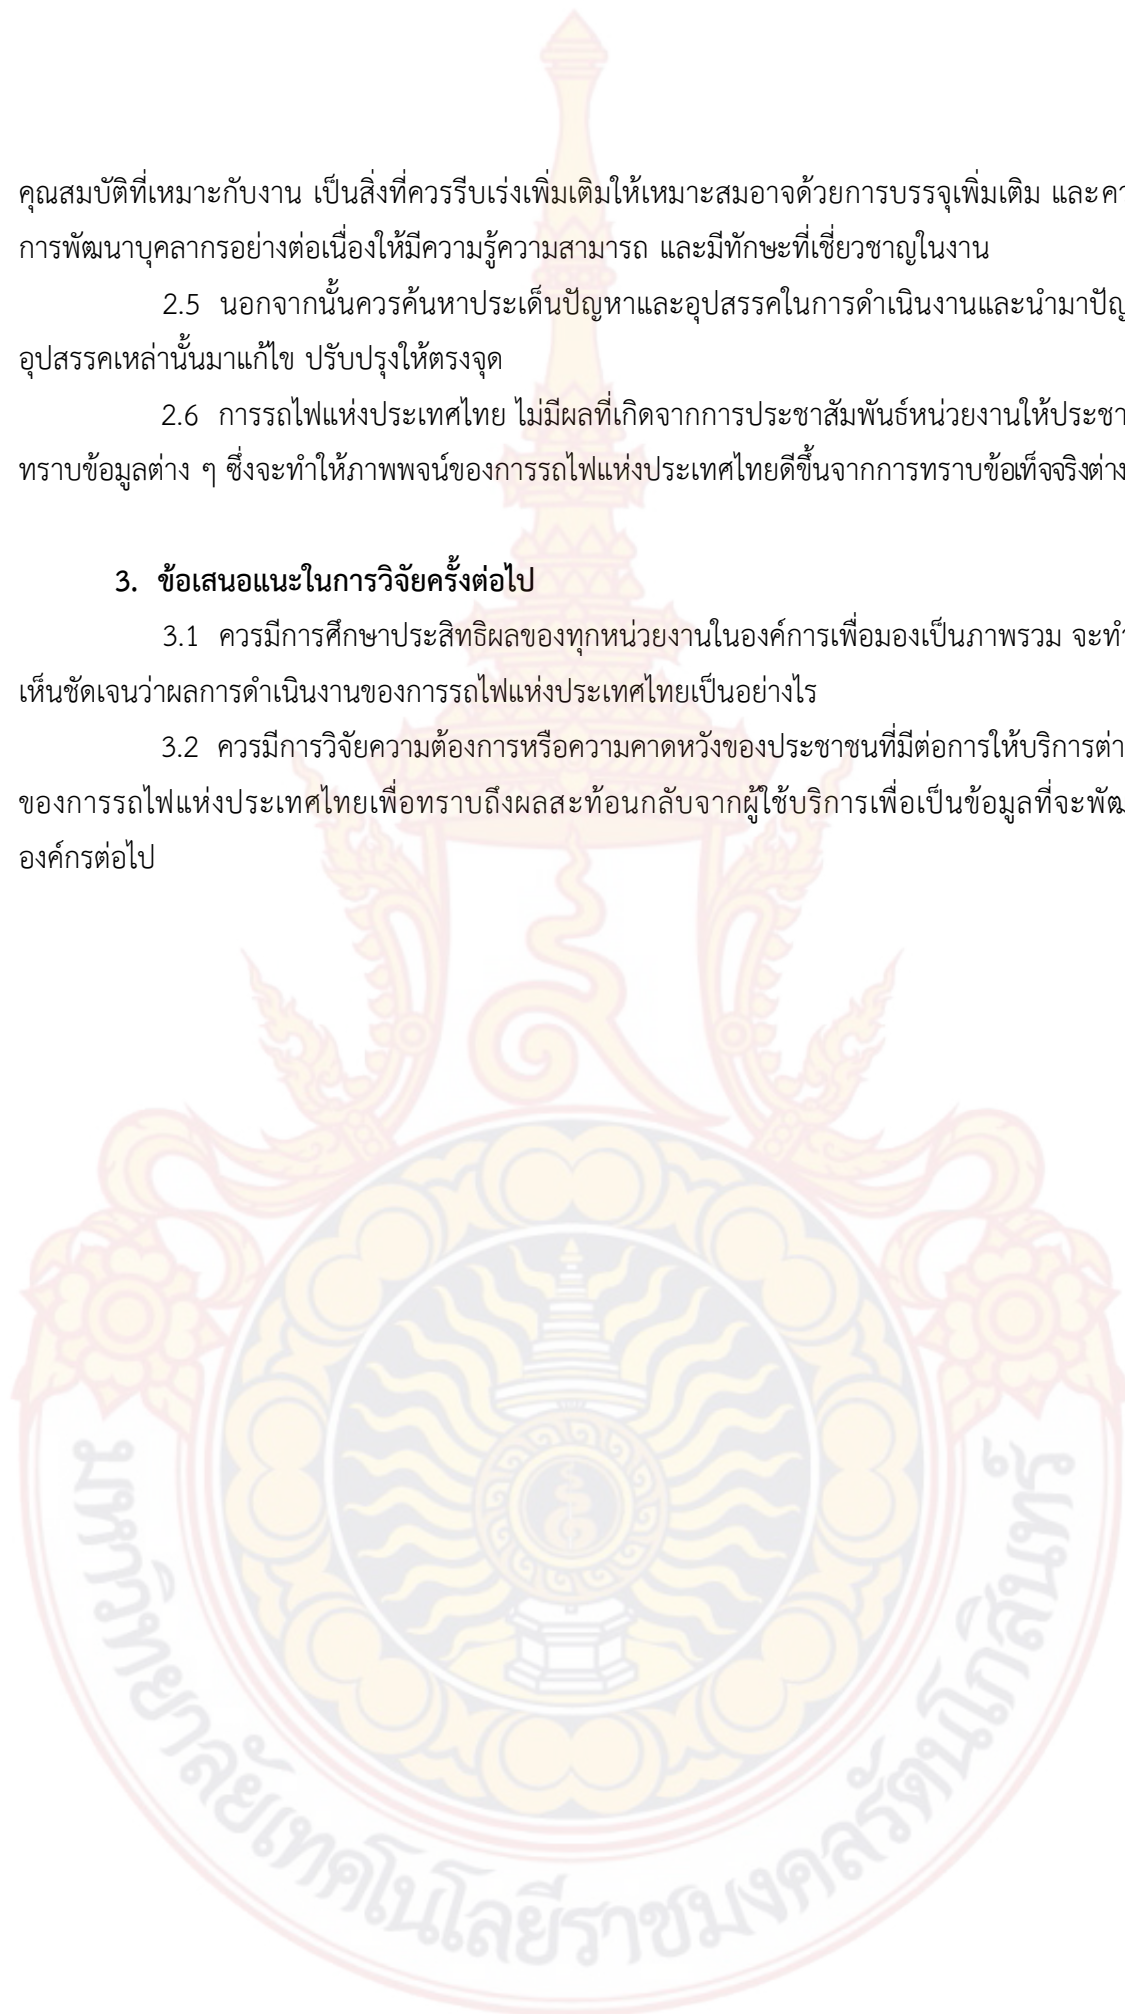 คุณสมบัติที่เหมาะกับงาน เป็นสิ่งที่ควรรีบเร่งเพิ่มเติมให้เหมาะสมอาจด้วยการบรรจุเพิ่มเติม และ
การพัฒนาบุคลากรอย่างต่อเนื่องให้มีความรู้ความสามารถ และมีทักษะที่เชี่ยวชาญในงาน
2.5 นอกจากนั้นควรค้นหาประเด็นปัญหาและอุปสรรคในการดำเนินงานและนำมา
อุปสรรคเหล่านั้นมาแก้ไข ปรับปรุงให้ตรงจุด
2.6 การรถไฟแห่งประเทศไทย ไม่มีผลที่เกิดจากการประชาสัมพันธ์หน่วยงานให้ประชา
ทราบข้อมูลต่าง ๆ ซึ่งจะทำให้ภาพพจน์ของการรถไฟแห่งประเทศไทยดีขึ้นจากการทราบข้อเท็จจริงต่าง
3. ข้อเสนอแนะในการวิจัยครั้งต่อไป
3.1 ควรมีการศึกษาประสิทธิผลของทุกหน่วยงานในองค์การเพื่อมองเป็นภาพรวม จะทำ
เห็นชัดเจนว่าผลการดำเนินงานของการรถไฟแห่งประเทศไทยเป็นอย่างไร
3.2 ควรมีการวิจัยความต้องการหรือความคาดหวังของประชาชนที่มีต่อการให้บริการต่า
ของการรถไฟแห่งประเทศไทยเพื่อทราบถึงผลสะท้อนกลับจากผู้ใช้บริการเพื่อเป็นข้อมูลที่จะพัฒ
องค์กรต่อไป
มหาวิทยาลัยเทคโนโลยีราชมงคลรัตนโกสินทร์